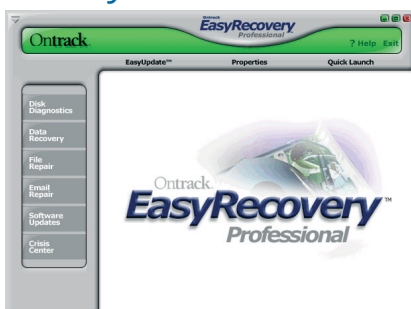 Ontrack
EasyRecovery
Professional
Ontrack
? Help Exit
EasyUpdate™ Properties Quick Launch
Disk
Diagnostics
Data
Recovery
File
Repair
Email
Repair
Software
Updates
Crisis
Center
Ontrack
EasyRecovery™
Professional